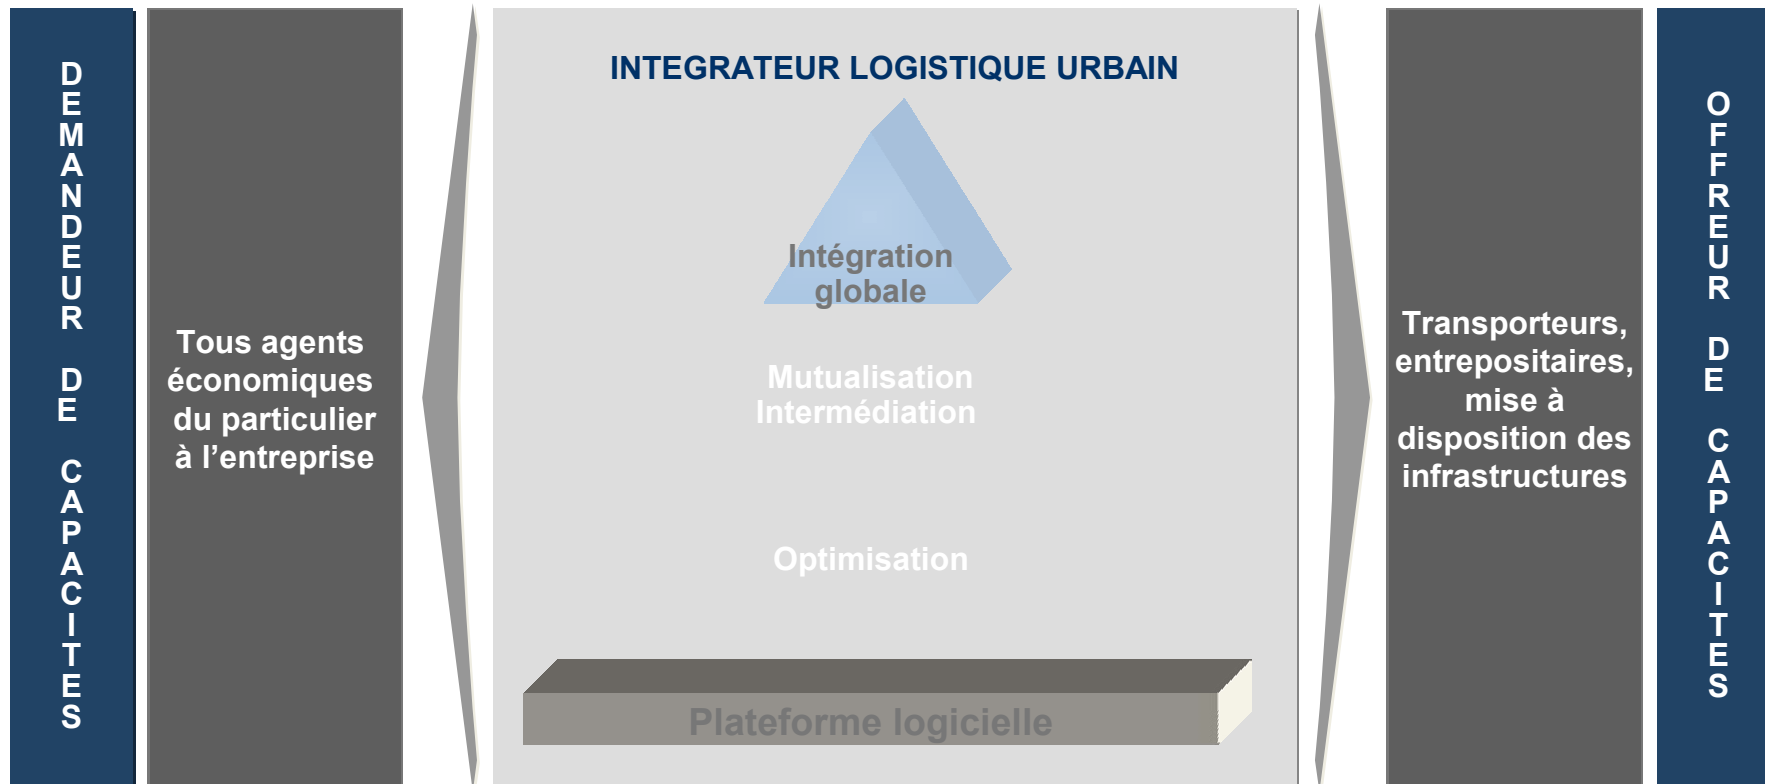 DEMANDEUR DE CAPACITES
Tous agents
économiques
du particulier
à l’entreprise
INTEGRATEUR LOGISTIQUE URBAIN
Intégration
globale
Mutualisation
Intermédiation
Optimisation
Plateforme logicielle
Transporteurs,
entrepositaires,
mise à
disposition des
infrastructures
OFFREUR DE CAPACITES